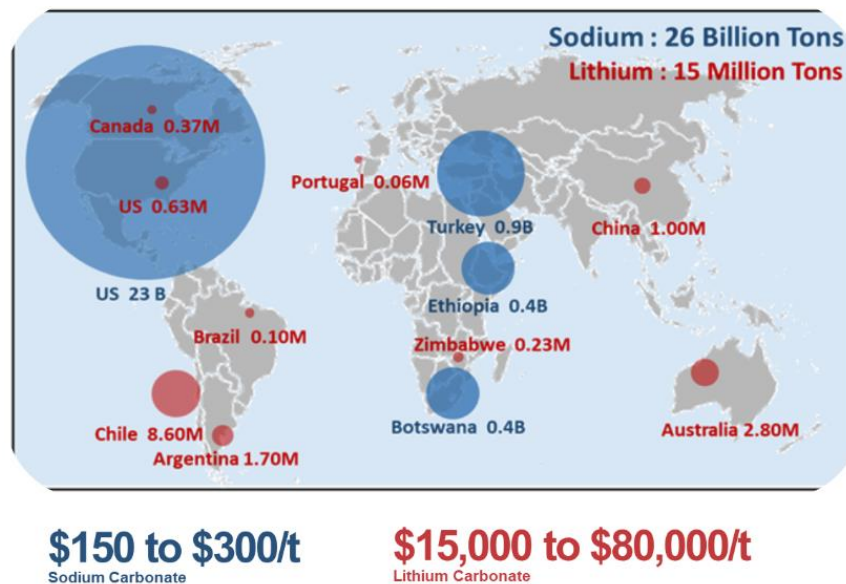 Sodium : 26 Billion Tons
Lithium : 15 Million Tons
Canada 0.37M
US 0.63M
Portugal 0.06M
Turkey 0.9B
China 1.00M
US 23 B
Ethiopia 0.4B
Brazil 0.10M
Zimbabwe 0.23M
Chile 8.60M
Botswana 0.4B
Australia 2.80M
Argentina 1.70M
$150 to $300/t
Sodium Carbonate
$15,000 to $80,000/t
Lithium Carbonate